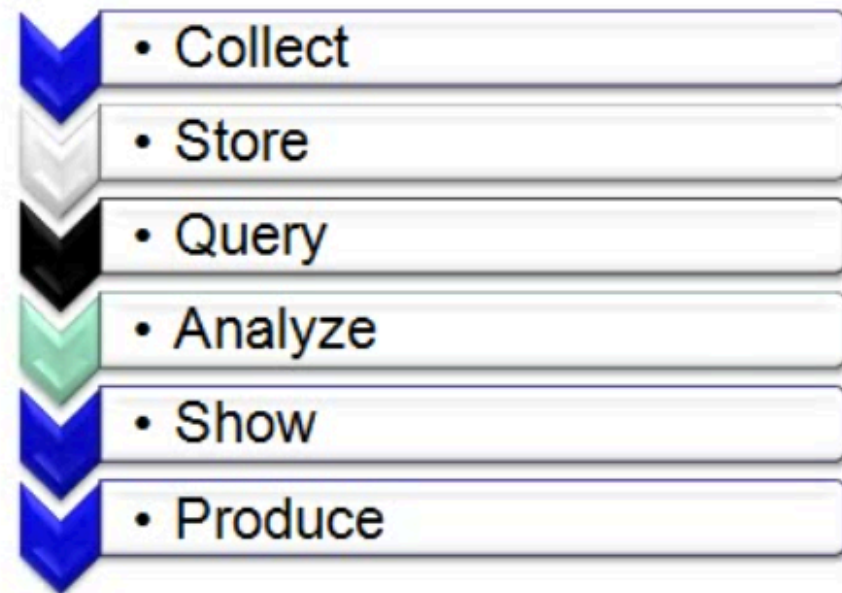 • Collect
• Store
• Query
• Analyze
• Show
• Produce